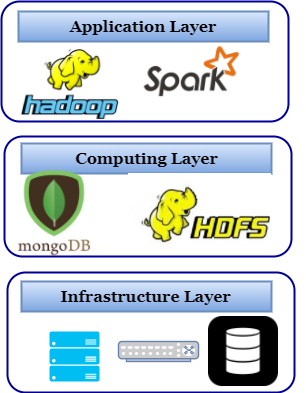 Application Layer
hadoop
Spark
Computing Layer
mongoDB
HDFS
Infrastructure Layer